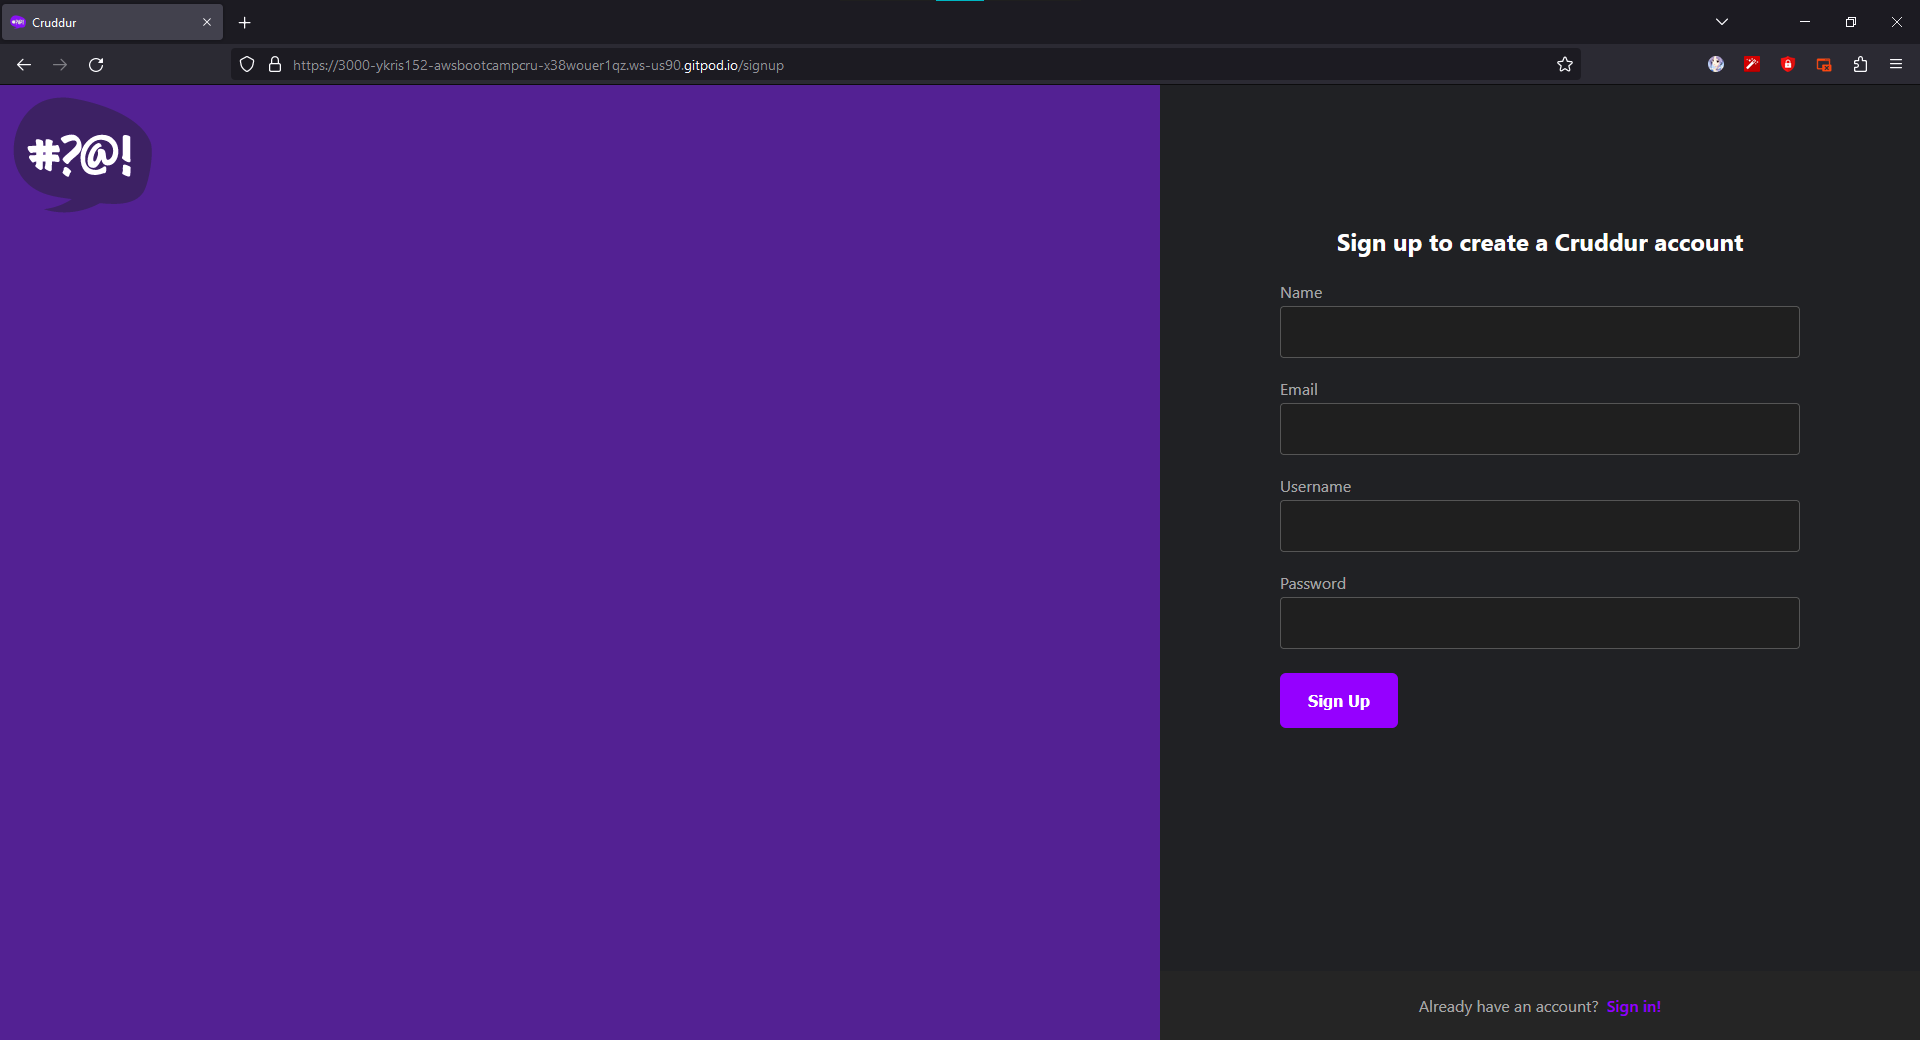 Cruddur
https://3000-ykris152-awsbootcampcru-x38wouer1qz.ws-us90.gitpod.io/signup
#?@!
Sign up to create a Cruddur account
Name
Email
Username
Password
Sign Up
Already have an account? Sign in!